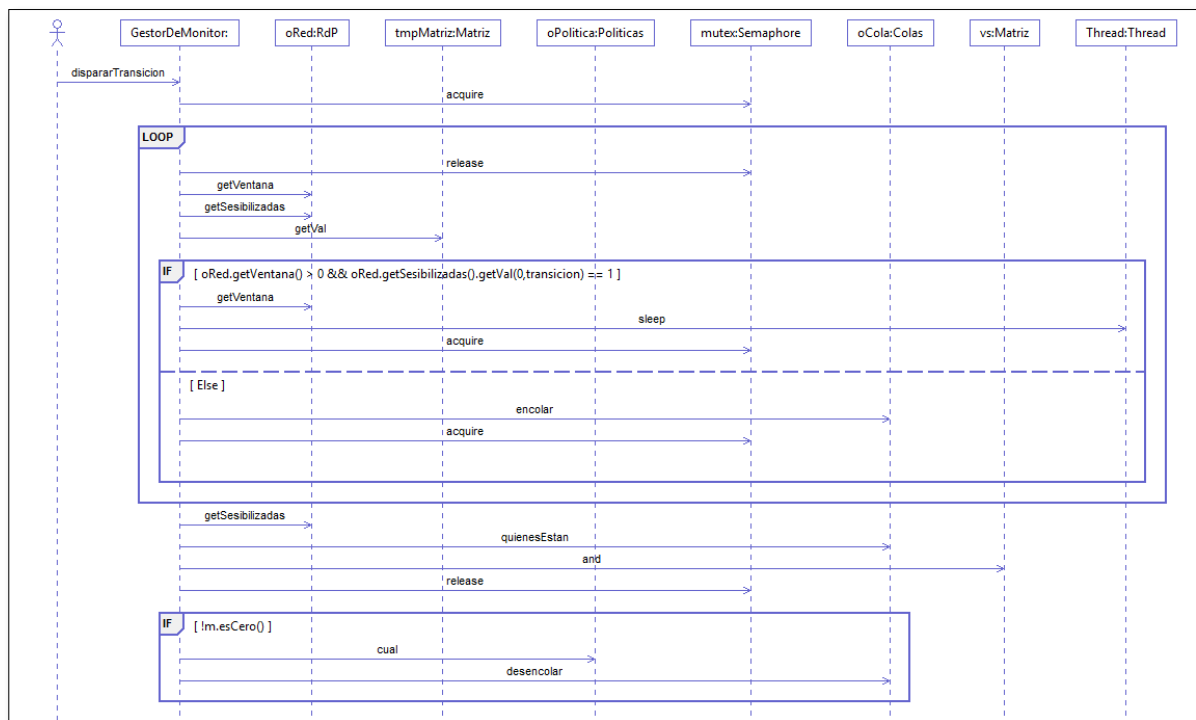 GestorDeMonitor:
oRed:RdP
tmpMatriz:Matriz
oPolitica:Politicas
mutex:Semaphore
oCola:Colas
vs:Matriz
Thread:Thread
dispararTransicion
acquire
LOOP
release
getVentana
getSesibilizadas
getVal
IF [ oRed.getVentana() > 0 && oRed.getSesibilizadas().getVal(0,transicion) == 1 ]
getVentana
sleep
acquire
[ Else ]
encolar
acquire
getSesibilizadas
quienesEstan
and
release
IF [ !m.esCero() ]
cual
desencolar